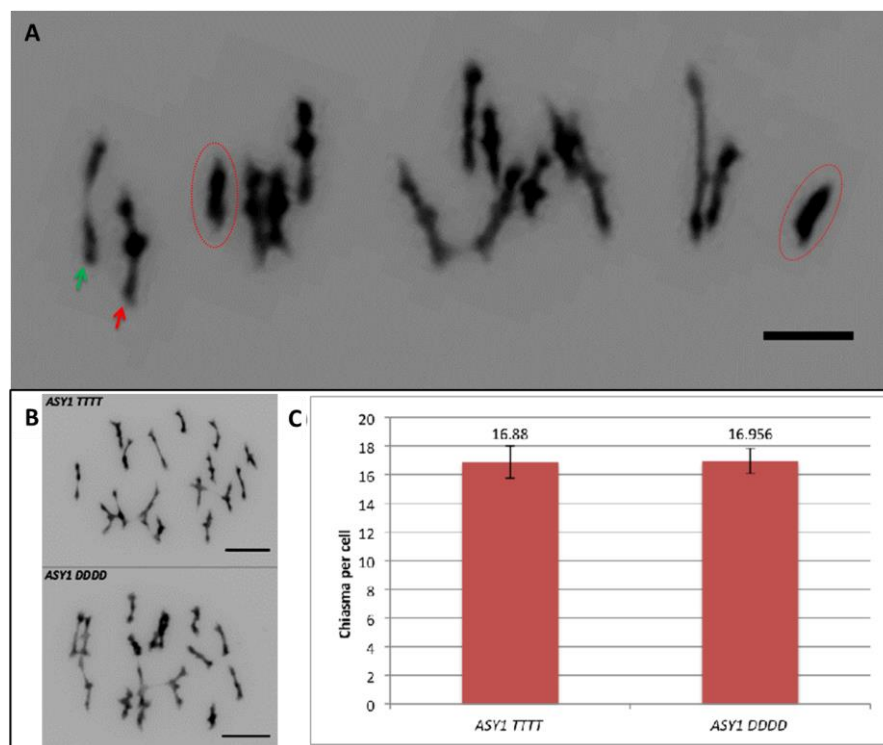 A
B
ASY1 TTTT
ASY1 DDDD
C
Chiasma per cell
20
18
16
14
12
10
8
6
4
2
0
16.88
16.956
ASY1 TTTT
ASY1 DDDD